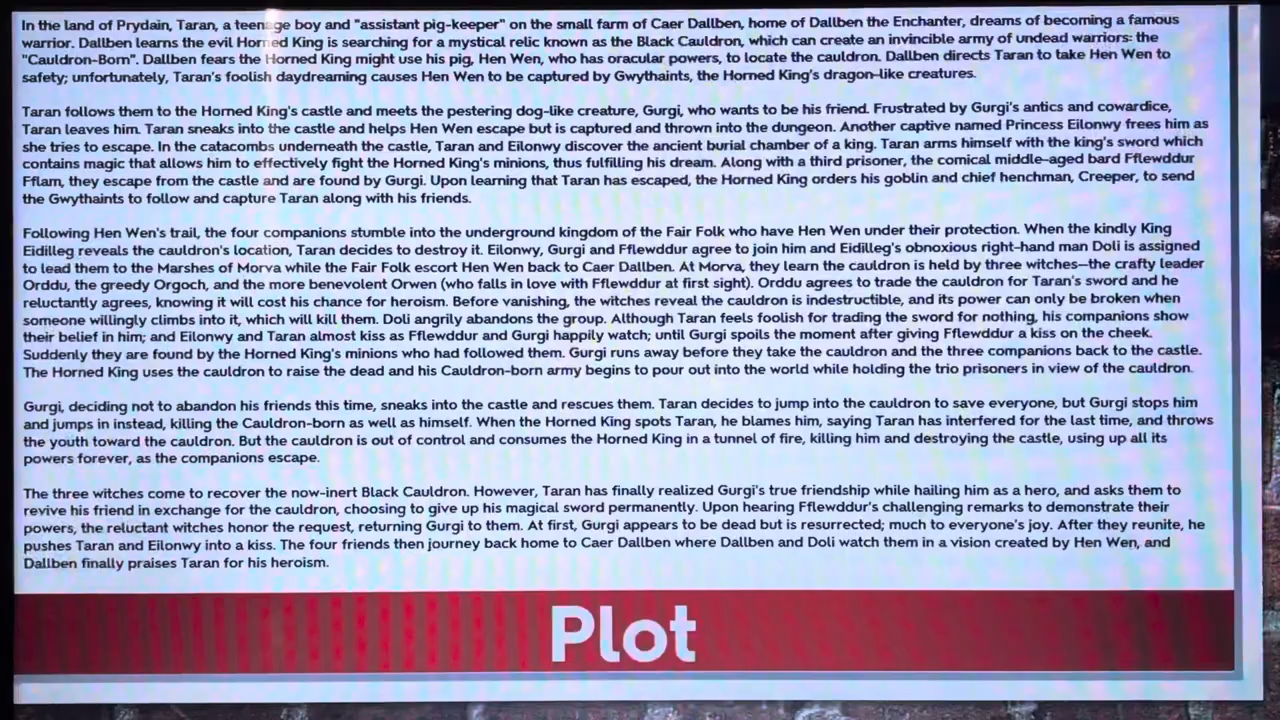 In the land of Prydain, Taran, a teenage boy and "assistant pig-keeper" on the small farm of Caer Dallben, home of Dallben the Enchanter, dreams of becoming a famous
warrior. Dallben learns the evil Horned King is searching for a mystical relic known as the Black Cauldron, which can create an invincible army of undead warriors: the
"Cauldron-Born". Dallben fears the Horned King might use his pig, Hen Wen, who has oracular powers, to locate the cauldron. Dallben directs Taran to take Hen Wen to
safety; unfortunately, Taran's foolish daydreaming causes Hen Wen to be captured by Gwythaints, the Horned King's dragon-like creatures.
Taran follows them to the Horned King's castle and meets the pestering dog-like creature, Gurgi, who wants to be his friend. Frustrated by Gurgi's antics and cowardice,
Taran leaves him. Taran sneaks into the castle and helps Hen Wen escape but is captured and thrown into the dungeon. Another captive named Princess Eilonwy frees him as
she tries to escape. In the catacombs underneath the castle, Taran and Eilonwy discover the ancient burial chamber of a king. Taran arms himself with the king's sword which
contains magic that allows him to effectively fight the Horned King's minions, thus fulfilling his dream. Along with a third prisoner, the comical middle-aged bard Fflewddur
Fflam, they escape from the castle and are found by Gurgi. Upon learning that Taran has escaped, the Horned King orders his goblin and chief henchman, Creeper, to send
the Gwythaints to follow and capture Taran along with his friends.
Following Hen Wen's trail, the four companions stumble into the underground kingdom of the Fair Folk who have Hen Wen under their protection. When the kindly King
Eidilleg reveals the cauldron's location, Taran decides to destroy it. Eilonwy, Gurgi and Fflewddur agree to join him and Eidilleg's obnoxious right-hand man Doli is assigned
to lead them to the Marshes of Morva while the Fair Folk escort Hen Wen back to Caer Dallben. At Morva, they learn the cauldron is held by three witches—the crafty leader
Orddu, the greedy Orgoch, and the more benevolent Orwen (who falls in love with Fflewddur at first sight). Orddu agrees to trade the cauldron for Taran's sword and he
reluctantly agrees, knowing it will cost his chance for heroism. Before vanishing, the witches reveal the cauldron is indestructible, and its power can only be broken when
someone willingly climbs into it, which will kill them. Doli angrily abandons the group. Although Taran feels foolish for trading the sword for nothing, his companions show
their belief in him; and Eilonwy and Taran almost kiss as Fflewddur and Gurgi happily watch; until Gurgi spoils the moment after giving Fflewddur a kiss on the cheek.
Suddenly they are found by the Horned King's minions who had followed them. Gurgi runs away before they take the cauldron and the three companions back to the castle.
The Horned King uses the cauldron to raise the dead and his Cauldron-born army begins to pour out into the world while holding the trio prisoners in view of the cauldron.
Gurgi, deciding not to abandon his friends this time, sneaks into the castle and rescues them. Taran decides to jump into the cauldron to save everyone, but Gurgi stops him
and jumps in instead, killing the Cauldron-born as well as himself. When the Horned King spots Taran, he blames him, saying Taran has interfered for the last time, and throws
the youth toward the cauldron. But the cauldron is out of control and consumes the Horned King in a tunnel of fire, killing him and destroying the castle, using up all its
powers forever, as the companions escape.
The three witches come to recover the now-inert Black Cauldron. However, Taran has finally realized Gurgi's true friendship while hailing him as a hero, and asks them to
revive his friend in exchange for the cauldron, choosing to give up his magical sword permanently. Upon hearing Fflewddur's challenging remarks to demonstrate their
powers, the reluctant witches honor the request, returning Gurgi to them. At first, Gurgi appears to be dead but is resurrected; much to everyone's joy. After they reunite, he
pushes Taran and Eilonwy into a kiss. The four friends then journey back home to Caer Dallben where Dallben and Doli watch them in a vision created by Hen Wen, and
Dallben finally praises Taran for his heroism.
Plot